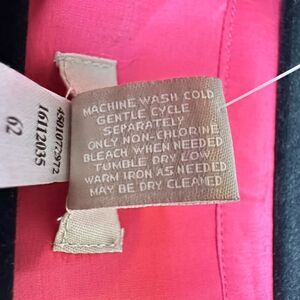 MACHINE WASH COLD
GENTLE CYCLE
SEPARATELY
ONLY NON-CHLORINE
BLEACH WHEN NEEDED
TUMBLE DRY LOW
WARM IRON AS NEEDED
MAY BE DRY CLEANED
4501072972
16112035
62